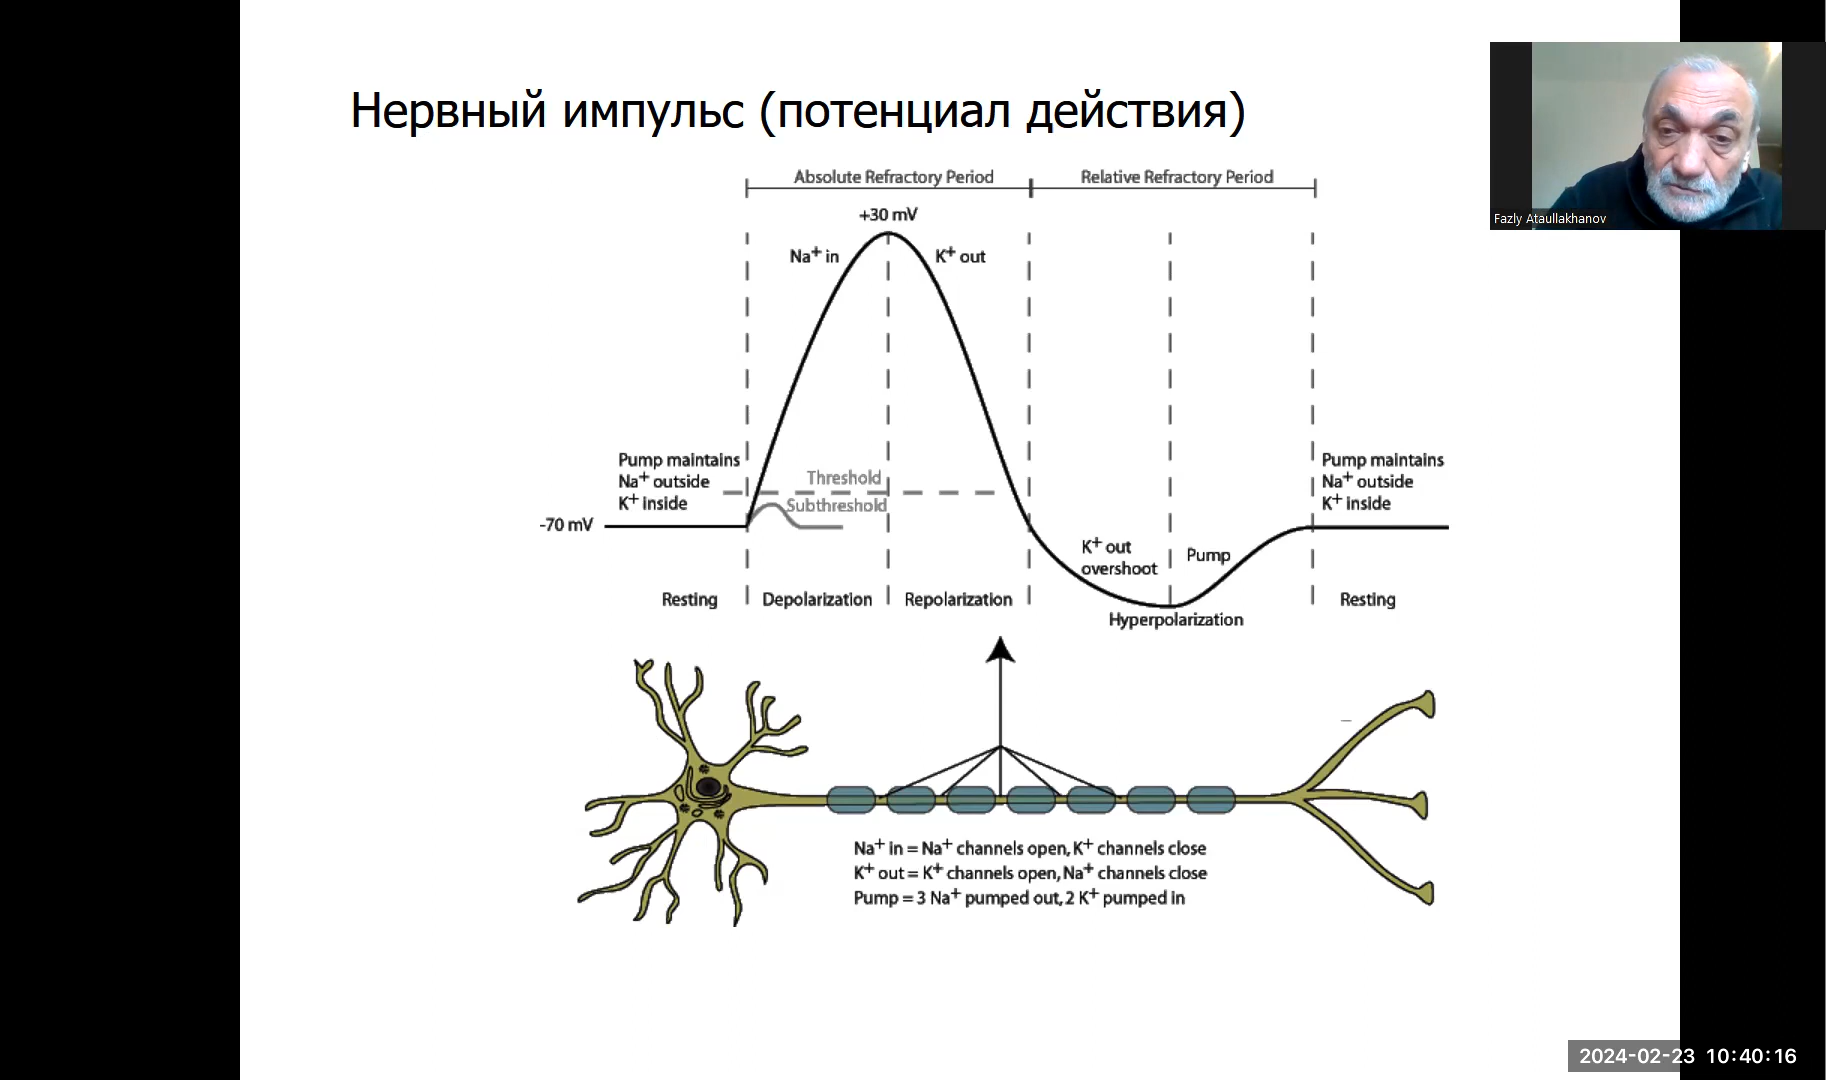 Нервный импульс (потенциал действия)
Fazly Ataullakhanov
Absolute Refractory Period
Relative Refractory Period
+30 mV
Na+ in
K+ out
Pump maintains
Na+ outside
K+ inside
Threshold
Subthreshold
-70 mV
K+ out
overshoot
Pump
Pump maintains
Na+ outside
K+ inside
Resting
Depolarization
Repolarization
Hyperpolarization
Resting
Na+ in = Na+ channels open, K+ channels close
K+ out = K+ channels open, Na+ channels close
Pump = 3 Na+ pumped out, 2 K+ pumped in
2024-02-23 10:40:16